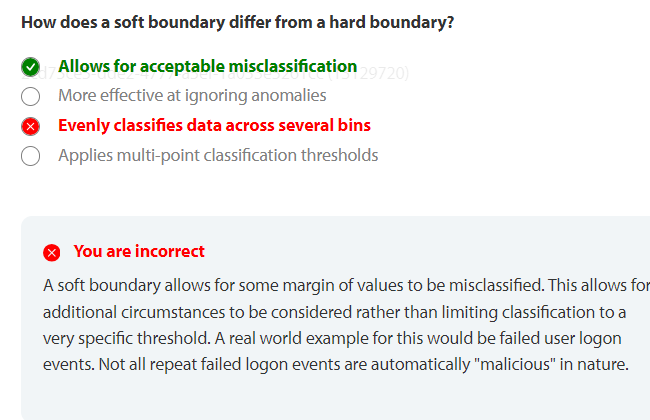 How does a soft boundary differ from a hard boundary?
Allows for acceptable misclassification
More effective at ignoring anomalies
Evenly classifies data across several bins
Applies multi-point classification thresholds
You are incorrect
A soft boundary allows for some margin of values to be misclassified. This allows for
additional circumstances to be considered rather than limiting classification to a
very specific threshold. A real world example for this would be failed user logon
events. Not all repeat failed logon events are automatically "malicious" in nature.